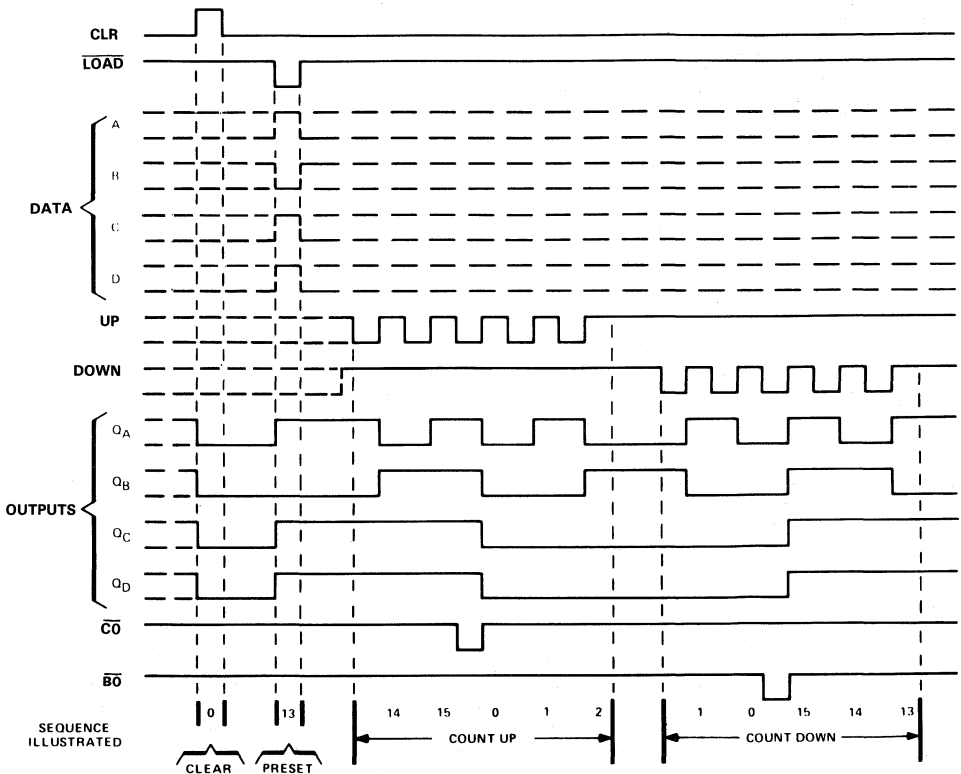 CLR
LOAD
A
B
DATA
C
D
UP
DOWN
QA
QB
OUTPUTS
QC
QD
CO
BO
SEQUENCE
ILLUSTRATED
0 13 14 15 0 1 2 1 0 15 14 13
COUNT UP COUNT DOWN
CLEAR PRESET